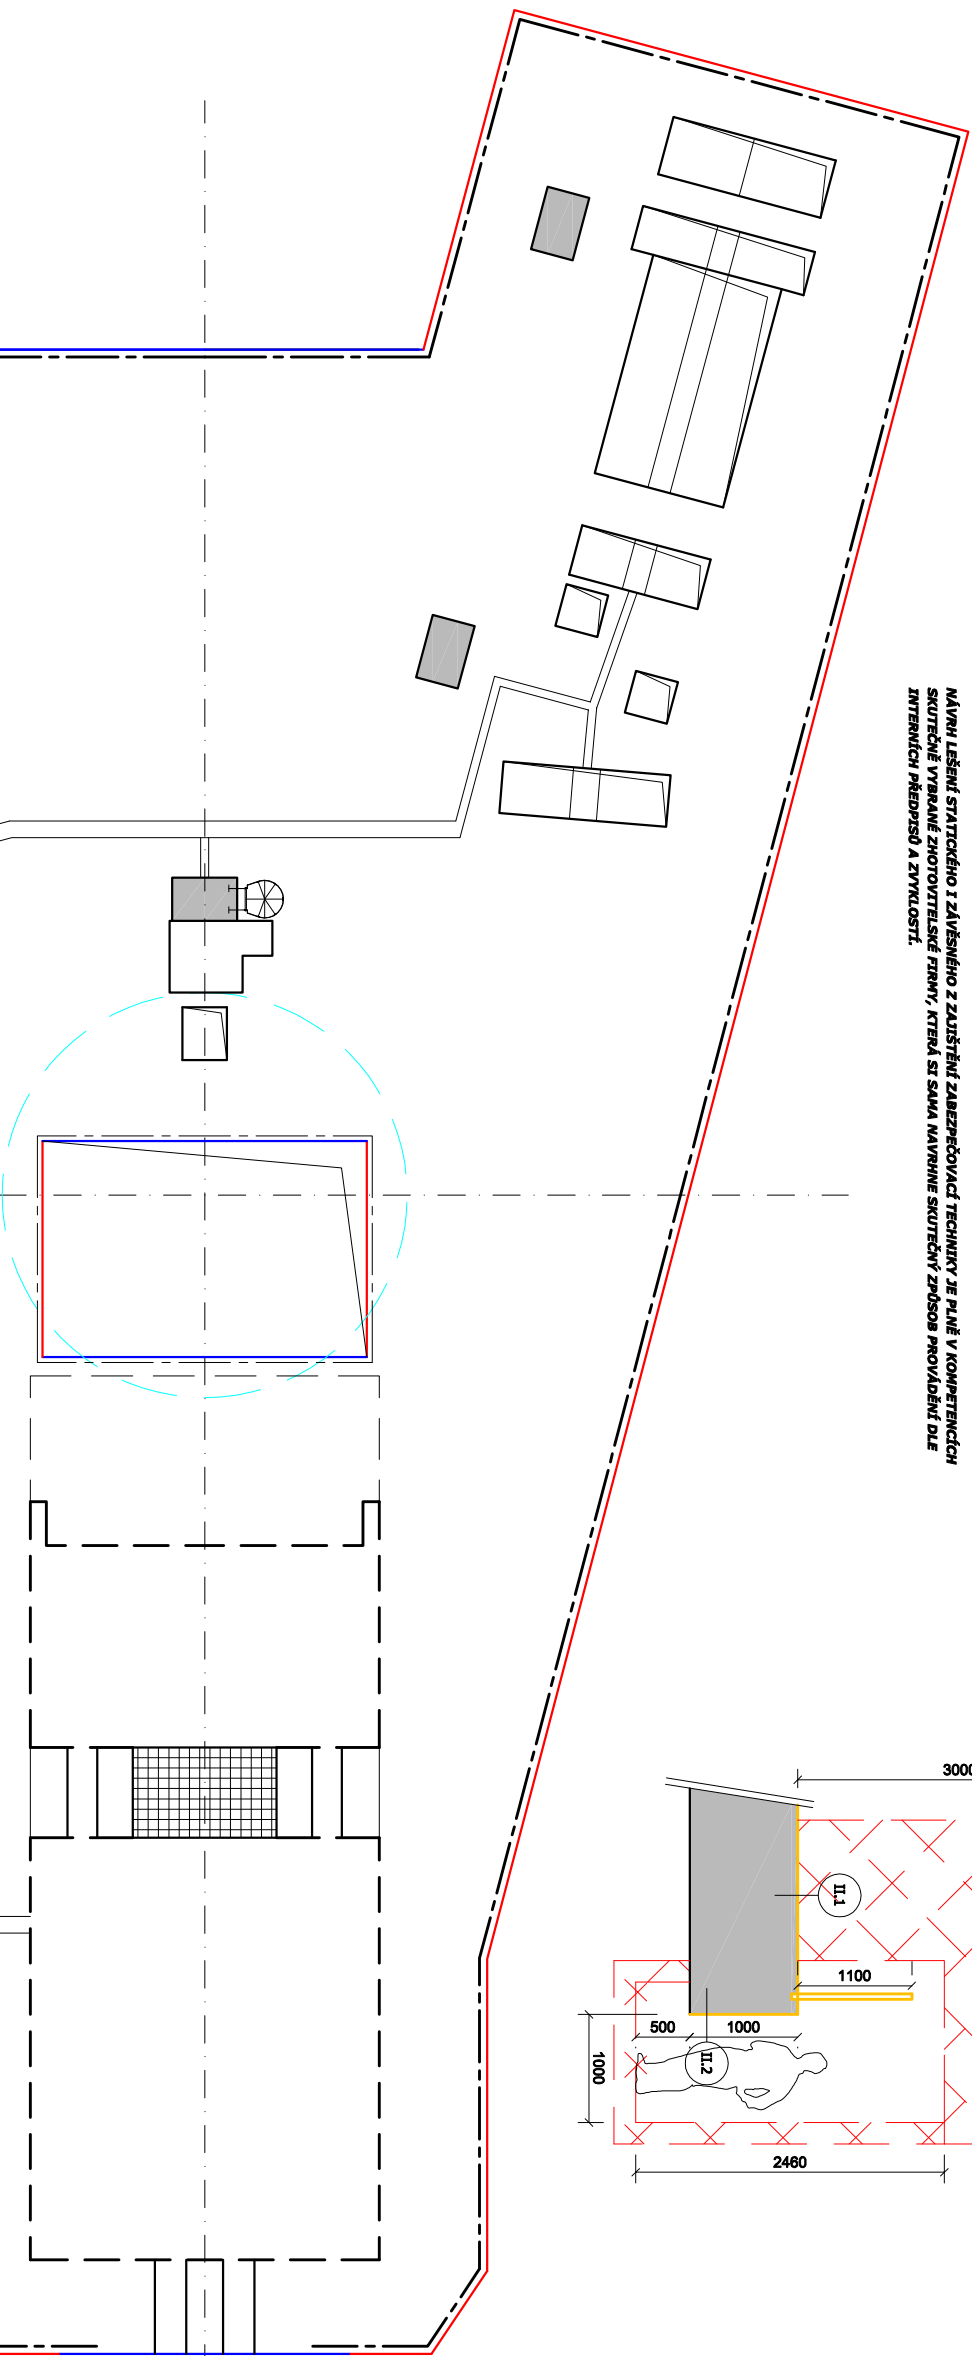 NÁVRH LEŠENÍ STATICKÉHO I ZÁVĚSNÉHO Z ZAJIŠTĚNÍ ZABEZPEČOVACÍ TECHNIKY JE PLNĚ V KOMPETENCÍCH
SKUTEČNĚ VYBRANÉ ZHOTOVITELSKÉ FIRMY, KTERÁ SI SAMA NAVRHNE SKUTEČNÝ ZPŮSOB PROVÁDĚNÍ DLE
INTERNÍCH PŘEDPISŮ A ZVYKLOSTÍ.
3000
II.1
1100
500
1000
II.2
1000
2460